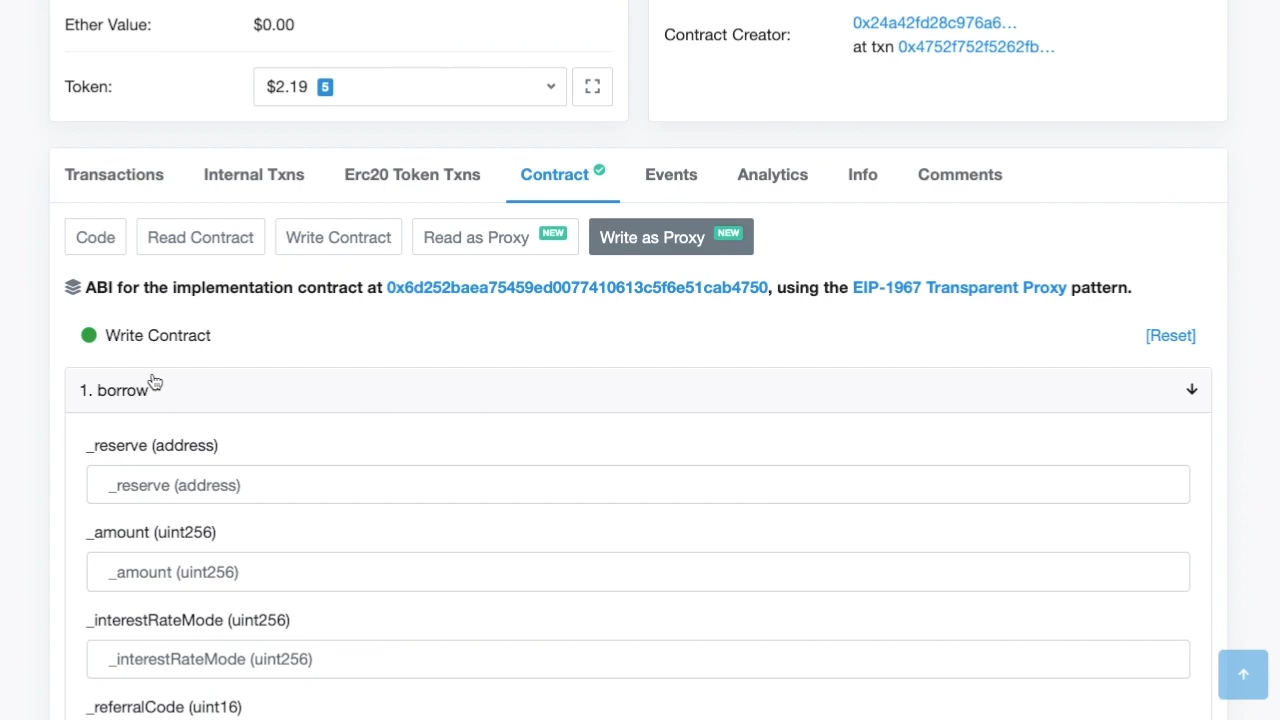 Ether Value: $0.00
Token: $2.19 5
Contract Creator: 0x24a42fd28c976a6...
at txn 0x4752f752f5262fb...
Transactions Internal Txns Erc20 Token Txns Contract Events Analytics Info Comments
Code Read Contract Write Contract Read as Proxy NEW Write as Proxy NEW
ABI for the implementation contract at 0x6d252baea75459ed0077410613c5f6e51cab4750, using the EIP-1967 Transparent Proxy pattern.
Write Contract [Reset]
1. borrow
_reserve (address)
_reserve (address)
_amount (uint256)
_amount (uint256)
_interestRateMode (uint256)
_interestRateMode (uint256)
_referralCode (uint16)